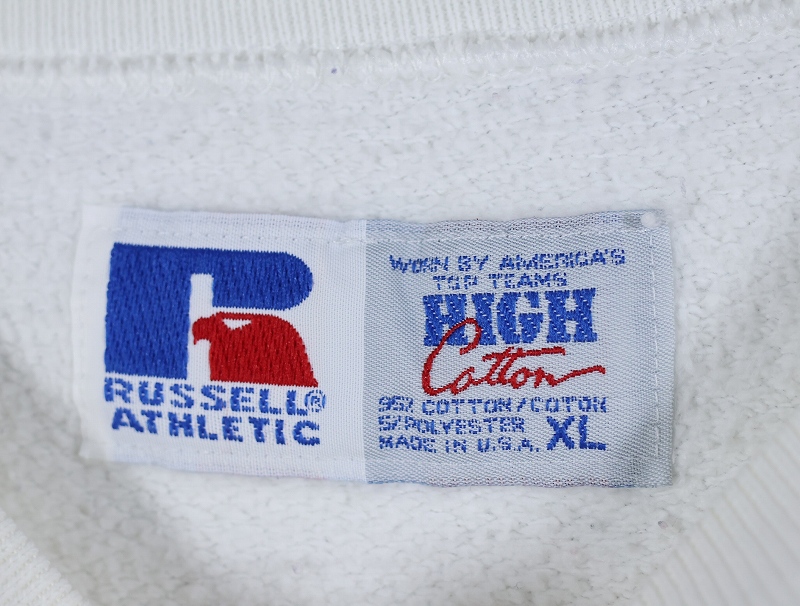 RUSSELL®
ATHLETIC
WORN BY AMERICA'S
TOP TEAMS
HIGH
Cotton
95% COTTON/COTON
5% POLYESTER
MADE IN U.S.A. XL